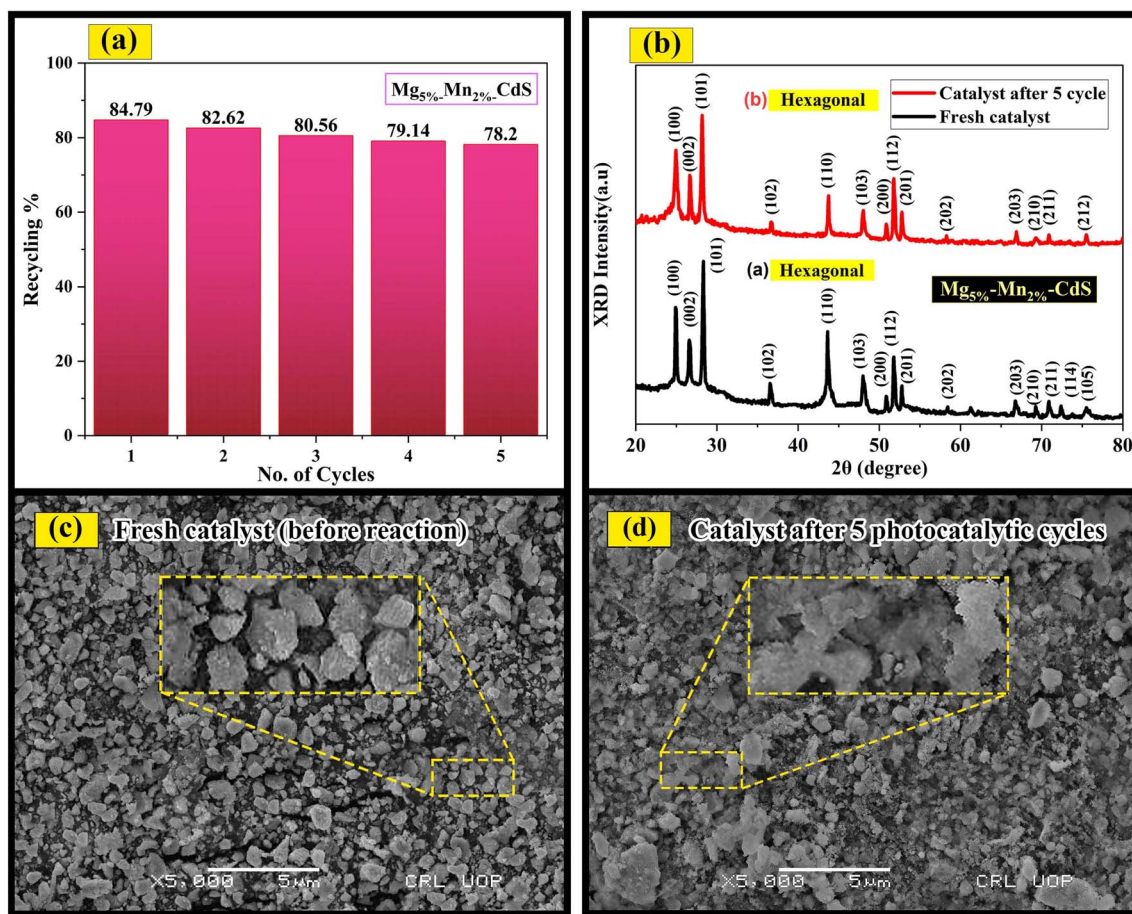 (a)
100
80
60
40
20
0
Recycling %
Mg5%-Mn2%-CdS
84.79
82.62
80.56
79.14
78.2
1 2 3 4 5
No. of Cycles
(b)
XRD Intensity(a.u)
(b) Hexagonal
Catalyst after 5 cycle
Fresh catalyst
(100)
(002)
(101)
(102)
(110)
(103)
(200)
(112)
(201)
(202)
(203)
(210)
(211)
(212)
(a) Hexagonal
Mg5%-Mn2%-CdS
(100)
(002)
(101)
(102)
(110)
(103)
(200)
(112)
(201)
(202)
(203)
(210)
(211)
(114)
(105)
20 30 40 50 60 70 80
2θ (degree)
(c) Fresh catalyst (before reaction)
X5,000 5μm CRL UOP
(d) Catalyst after 5 photocatalytic cycles
X5,000 5μm CRL UOP